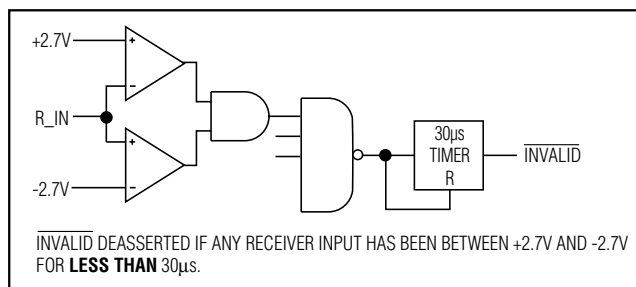 +2.7V
R_IN
-2.7V
30µs
TIMER
R
INVALID
INVALID DEASSERTED IF ANY RECEIVER INPUT HAS BEEN BETWEEN +2.7V AND -2.7V
FOR LESS THAN 30µs.